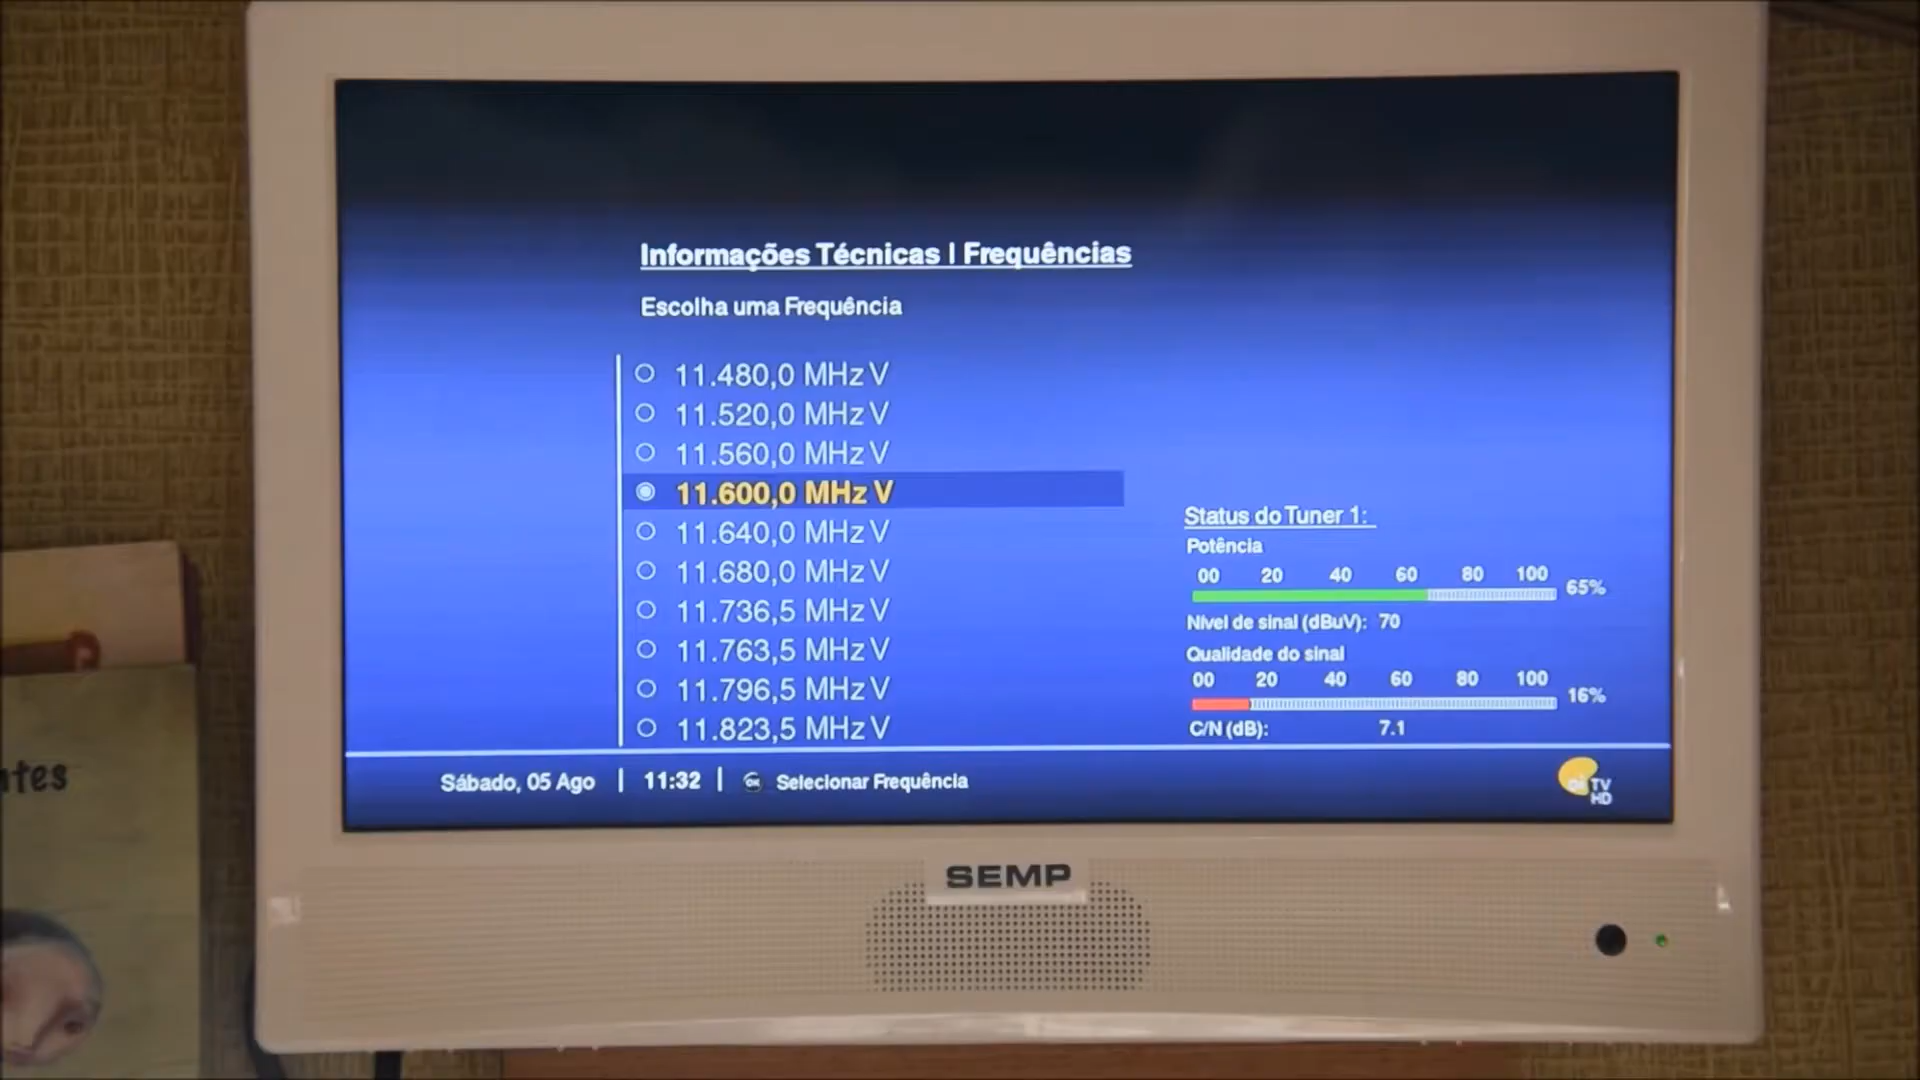 Informações Técnicas | Frequências
Escolha uma Frequência
11.480,0 MHz V
11.520,0 MHz V
11.560,0 MHz V
11.600,0 MHz V
11.640,0 MHz V
11.680,0 MHz V
11.736,5 MHz V
11.763,5 MHz V
11.796,5 MHz V
11.823,5 MHz V
Status do Tuner 1:
Potência
00 20 40 60 80 100
65%
Nível de sinal (dBuV): 70
Qualidade do sinal
00 20 40 60 80 100
16%
C/N (dB): 7.1
Sábado, 05 Ago | 11:32 | OK Selecionar Frequência
Oi TV
HD
ntes
SEMP